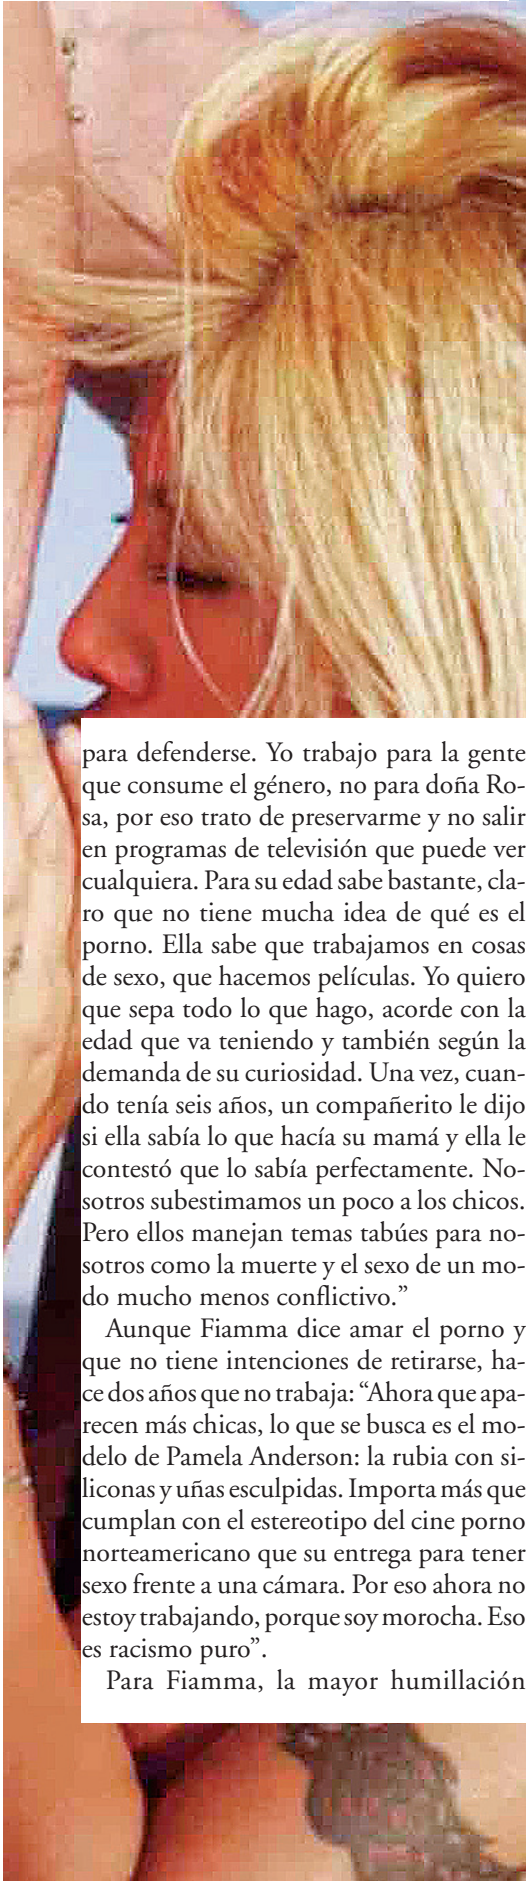 para defenderse. Yo trabajo para la gente
que consume el género, no para doña Ro-
sa, por eso trato de preservarme y no salir
en programas de televisión que puede ver
cualquiera. Para su edad sabe bastante, cla-
ro que no tiene mucha idea de qué es el
porno. Ella sabe que trabajamos en cosas
de sexo, que hacemos películas. Yo quiero
que sepa todo lo que hago, acorde con la
edad que va teniendo y también según la
demanda de su curiosidad. Una vez, cuan-
do tenía seis años, un compañerito le dijo
si ella sabía lo que hacía su mamá y ella le
contestó que lo sabía perfectamente. No-
sotros subestimamos un poco a los chicos.
Pero ellos manejan temas tabúes para no-
sotros como la muerte y el sexo de un mo-
do mucho menos conflictivo.”
Aunque Fiamma dice amar el porno y
que no tiene intenciones de retirarse, ha-
ce dos años que no trabaja: “Ahora que apa-
recen más chicas, lo que se busca es el mo-
delo de Pamela Anderson: la rubia con si-
liconas y uñas esculpidas. Importa más que
cumplan con el estereotipo del cine porno
norteamericano que su entrega para tener
sexo frente a una cámara. Por eso ahora no
estoy trabajando, porque soy morocha. Eso
es racismo puro”.
Para Fiamma, la mayor humillación